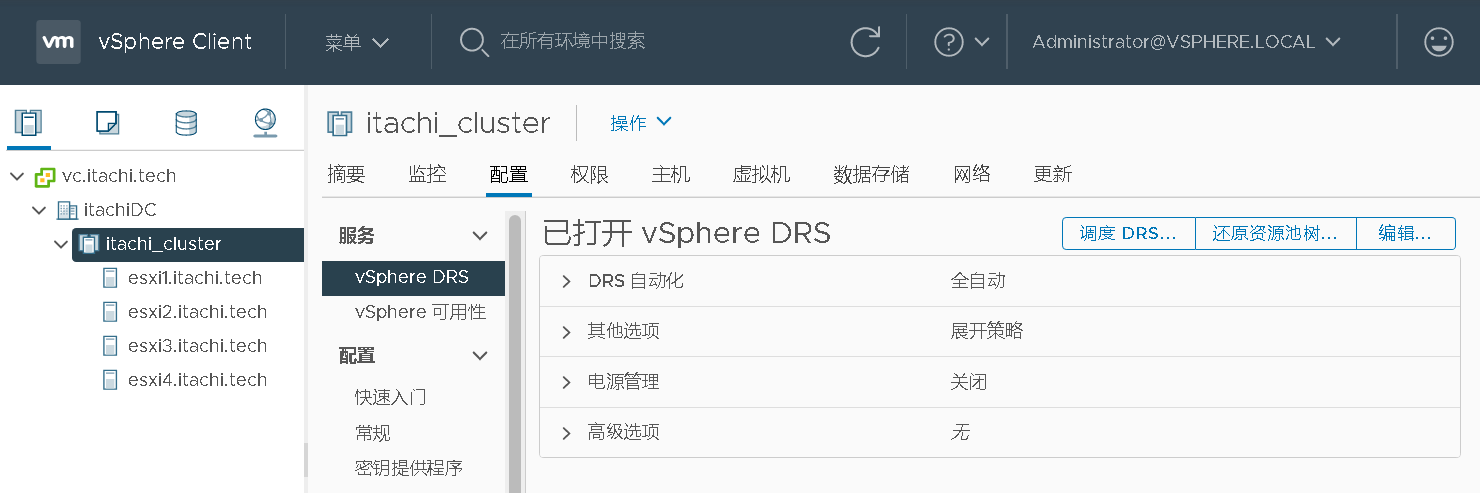 vm vSphere Client 菜单 在所有环境中搜索 ? Administrator@VSPHERE.LOCAL
itachi_cluster 操作
摘要 监控 配置 权限 主机 虚拟机 数据存储 网络 更新
vc.itachi.tech
itachiDC
itachi_cluster
esxi1.itachi.tech
esxi2.itachi.tech
esxi3.itachi.tech
esxi4.itachi.tech
服务
vSphere DRS
vSphere 可用性
配置
快速入门
常规
密钥提供程序
已打开 vSphere DRS 调度 DRS... 还原资源池树... 编辑...
DRS 自动化 全自动
其他选项 展开策略
电源管理 关闭
高级选项 无